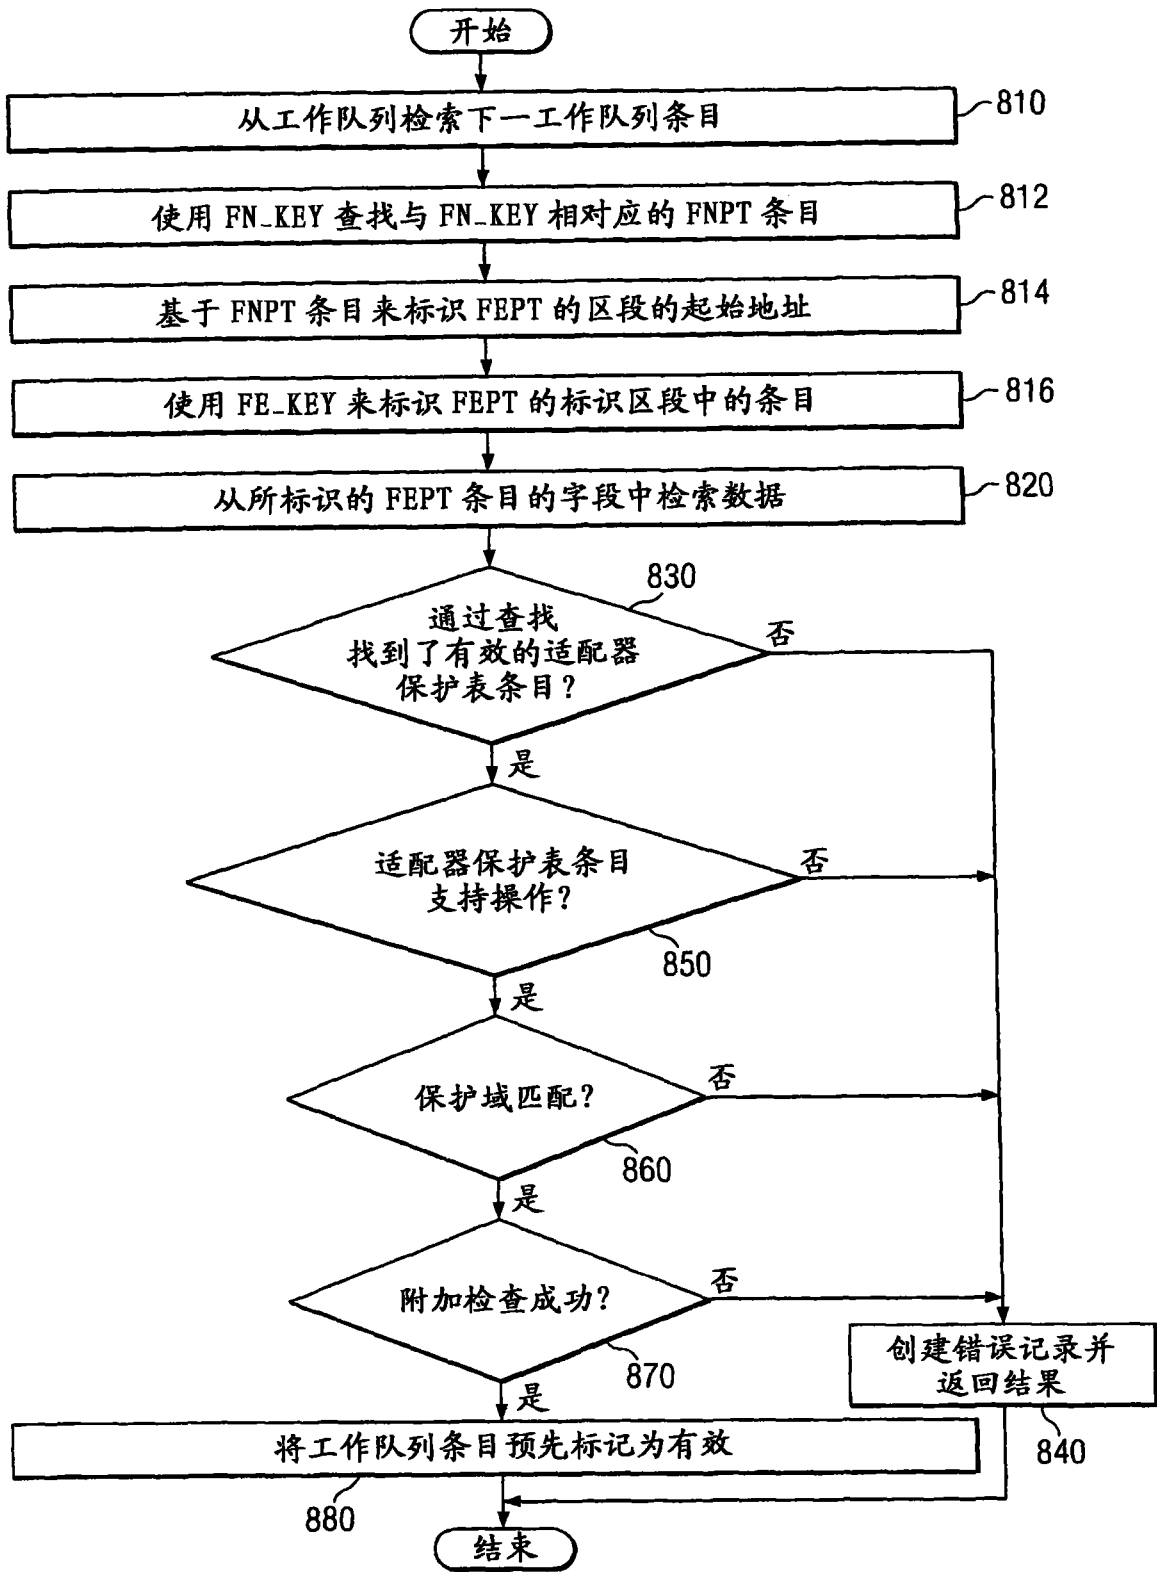 开始
从工作队列检索下一工作队列条目
810
使用 FN_KEY 查找与 FN_KEY 相对应的 FNPT 条目
812
基于 FNPT 条目来标识 FEPT 的区段的起始地址
814
使用 FE_KEY 来标识 FEPT 的标识区段中的条目
816
从所标识的 FEPT 条目的字段中检索数据
820
830
通过查找
找到了有效的适配器
保护表条目?
否
是
适配器保护表条目
支持操作?
否
850
是
保护域匹配?
否
860
是
附加检查成功?
否
870
是
创建错误记录并
返回结果
840
将工作队列条目预先标记为有效
880
结束